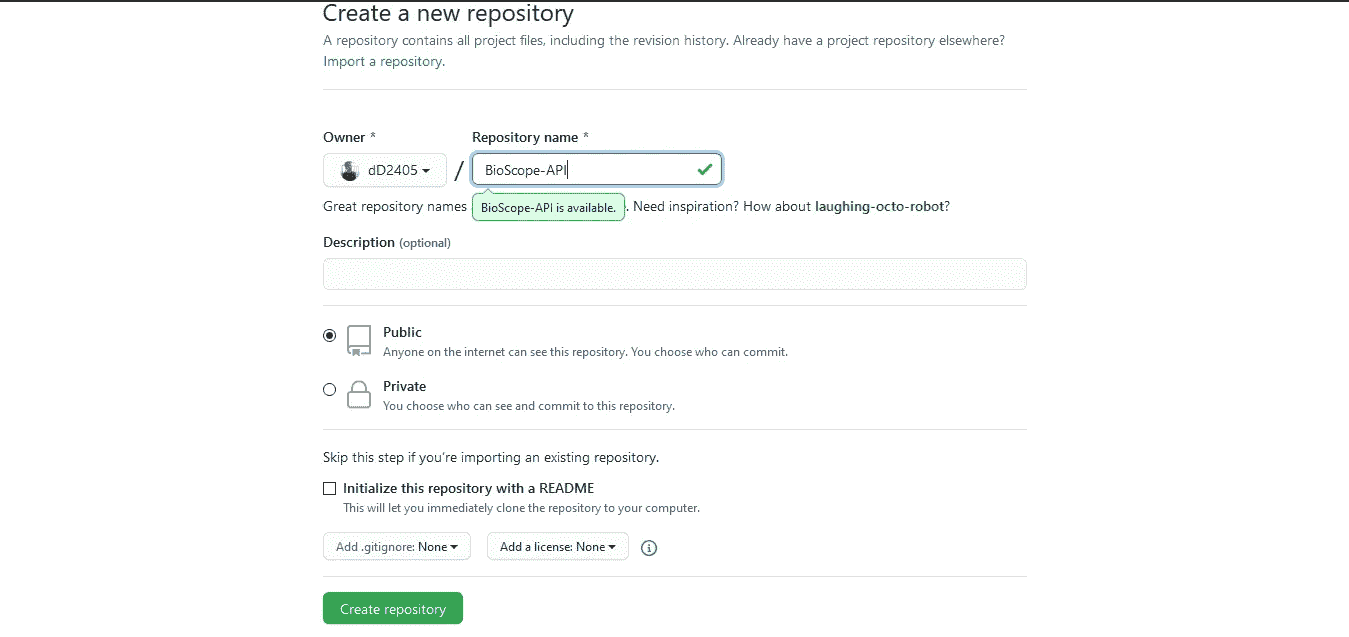 Create a new repository
A repository contains all project files, including the revision history. Already have a project repository elsewhere?
Import a repository.
Owner *
Repository name *
dD2405 / BioScope-API
Great repository names
BioScope-API is available.
. Need inspiration? How about laughing-octo-robot?
Description (optional)
Public
Anyone on the internet can see this repository. You choose who can commit.
Private
You choose who can see and commit to this repository.
Skip this step if you're importing an existing repository.
Initialize this repository with a README
This will let you immediately clone the repository to your computer.
Add .gitignore: None
Add a license: None
Create repository